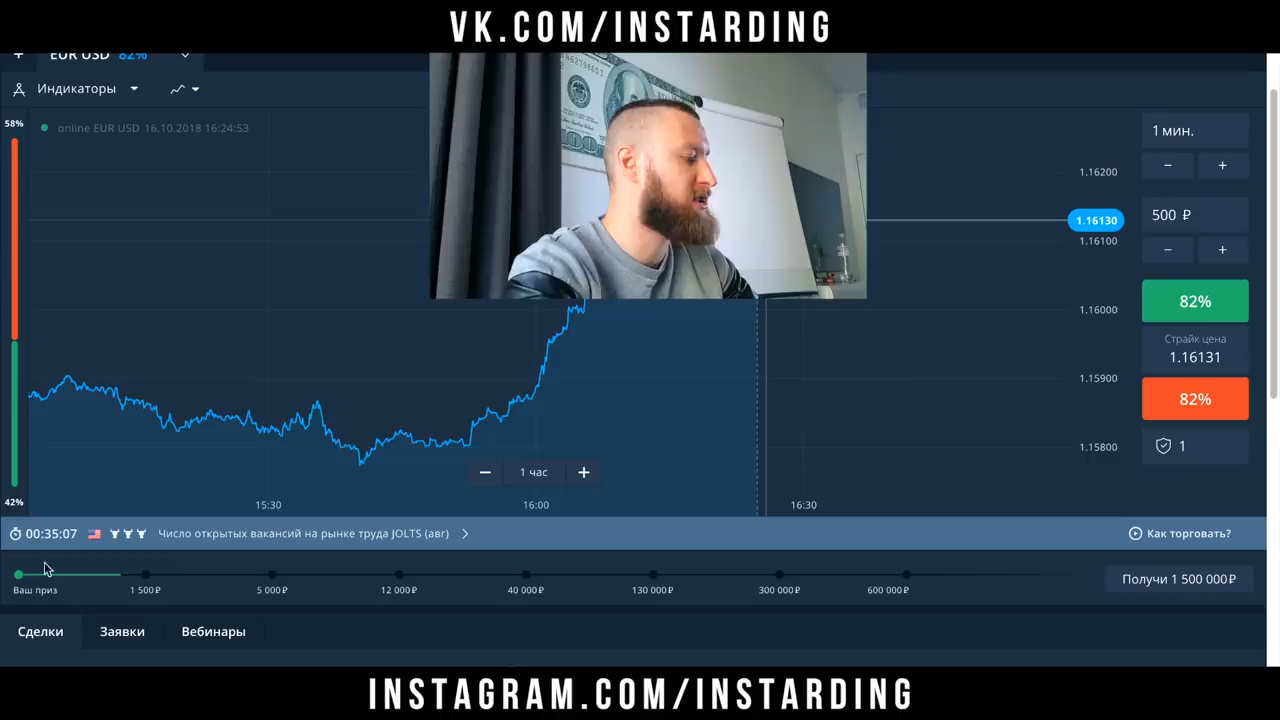 VK.COM/INSTARDING
+ EUR USD 82%
Индикаторы
58%
online EUR USD 16.10.2018 16:24:53
1 мин.
− +
500 ₽
− +
82%
Страйк цена
1.16131
82%
1
1.16200
1.16130
1.16100
1.16000
1.15900
1.15800
− 1 час +
42%
15:30 16:00 16:30
00:35:07 Число открытых вакансий на рынке труда JOLTS (авг) Как торговать?
Ваш приз 1 500₽ 5 000₽ 12 000₽ 40 000₽ 130 000₽ 300 000₽ 600 000₽
Получи 1 500 000₽
Сделки Заявки Вебинары
INSTAGRAM.COM/INSTARDING